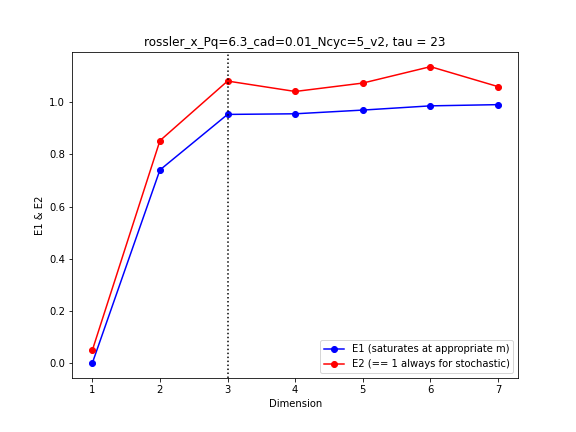 rossler_x_Pq=6.3_cad=0.01_Ncyc=5_v2, tau = 23
E1 & E2
1.0
0.8
0.6
0.4
0.2
0.0
E1 (saturates at appropriate m)
E2 (== 1 always for stochastic)
1 2 3 4 5 6 7
Dimension